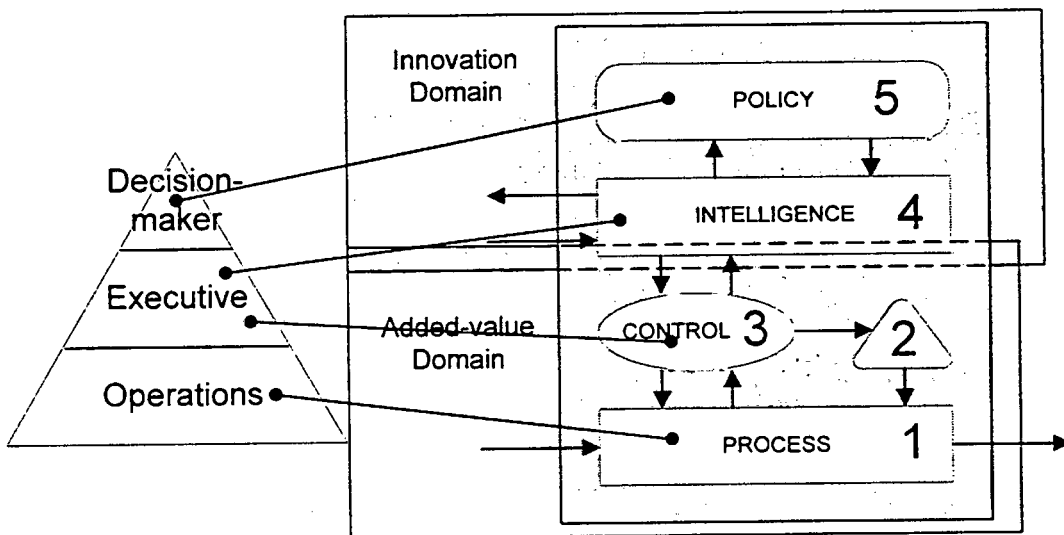 Innovation
Domain
POLICY 5
Decision-
maker
INTELLIGENCE 4
Executive
Added-value
Domain
CONTROL 3
2
Operations
PROCESS 1